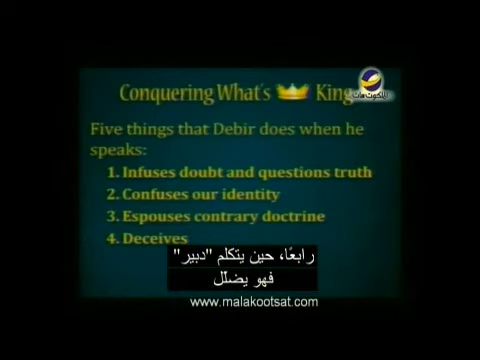 Conquering What's King
Five things that Debir does when he
speaks:
1. Infuses doubt and questions truth
2. Confuses our identity
3. Espouses contrary doctrine
4. Deceives
رابعًا، حين يتكلم "دبير"
فهو يضلّل
www.malakootsat.com